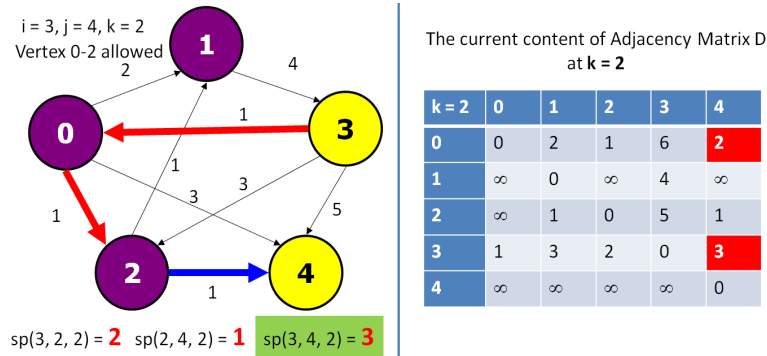 i = 3, j = 4, k = 2
Vertex 0-2 allowed
1
2
4
0
1
3
1
3
3
5
1
2
4
1
sp(3, 2, 2) = 2 sp(2, 4, 2) = 1 sp(3, 4, 2) = 3
The current content of Adjacency Matrix D
at k = 2
k = 2 0 1 2 3 4
0 0 2 1 6 2
1 ∞ 0 ∞ 4 ∞
2 ∞ 1 0 5 1
3 1 3 2 0 3
4 ∞ ∞ ∞ ∞ 0